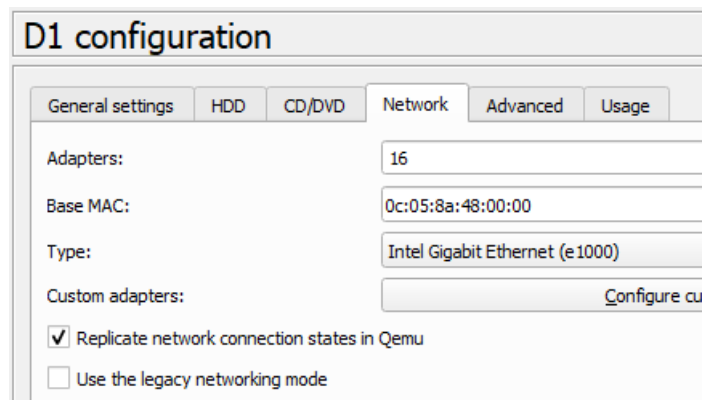 D1 configuration
General settings HDD CD/DVD Network Advanced Usage
Adapters: 16
Base MAC: 0c:05:8a:48:00:00
Type: Intel Gigabit Ethernet (e1000)
Custom adapters: Configure cu
Replicate network connection states in Qemu
Use the legacy networking mode